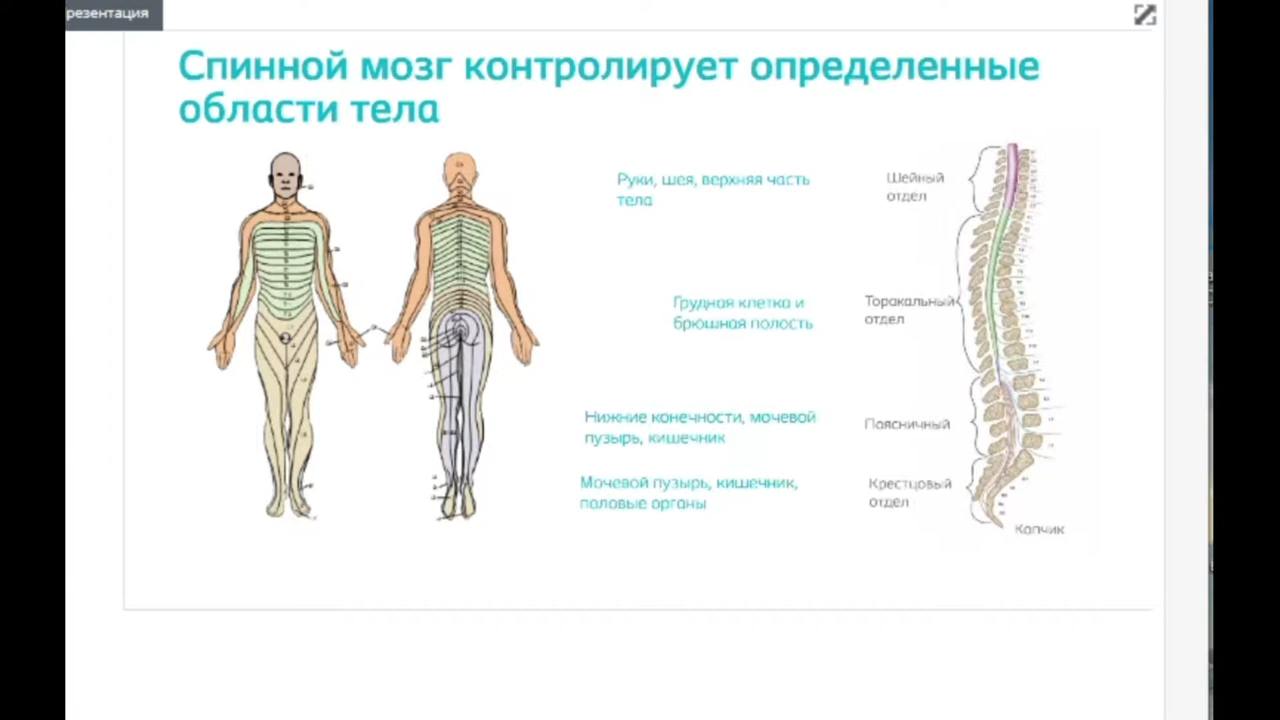 резентация
Спинной мозг контролирует определенные
области тела
Руки, шея, верхняя часть
тела
Шейный
отдел
Грудная клетка и
брюшная полость
Торакальный
отдел
Нижние конечности, мочевой
пузырь, кишечник
Поясничный
Мочевой пузырь, кишечник,
половые органы
Крестцовый
отдел
Копчик